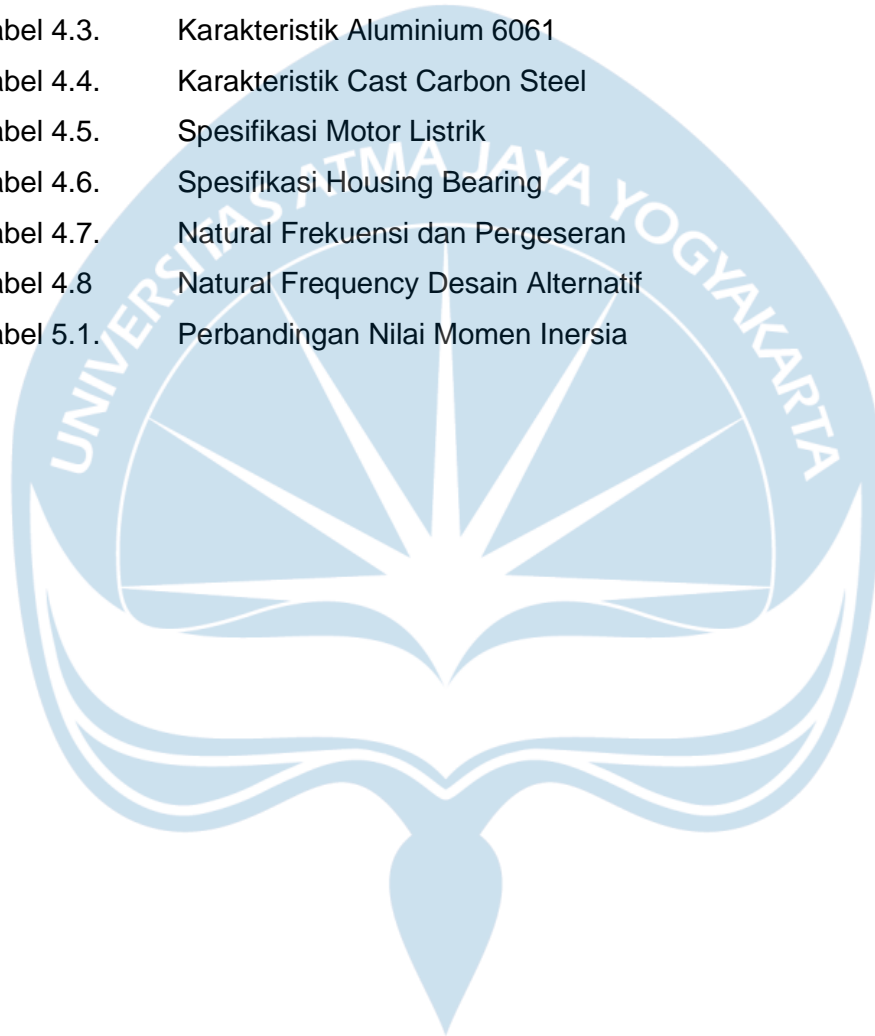 abel 4.3. Karakteristik Aluminium 6061
abel 4.4. Karakteristik Cast Carbon Steel
abel 4.5. Spesifikasi Motor Listrik
abel 4.6. Spesifikasi Housing Bearing
abel 4.7. Natural Frekuensi dan Pergeseran
abel 4.8 Natural Frequency Desain Alternatif
abel 5.1. Perbandingan Nilai Momen Inersia
UNIVERSITAS ATMA JAYA YOGYAKARTA